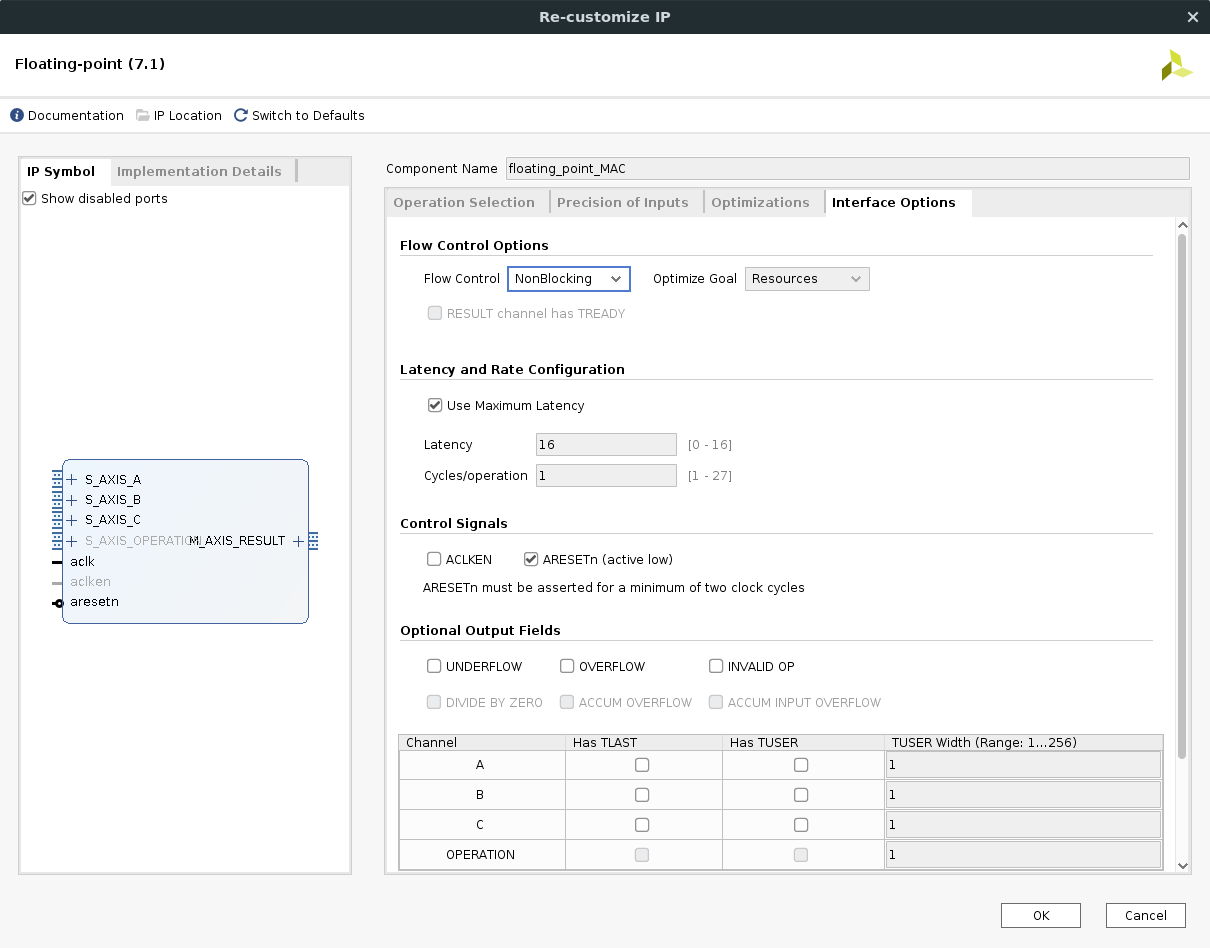 Re-customize IP
Floating-point (7.1)
Documentation IP Location Switch to Defaults
IP Symbol Implementation Details
Show disabled ports
S_AXIS_A
S_AXIS_B
S_AXIS_C
S_AXIS_OPERATION M_AXIS_RESULT
aclk
aclken
aresetn
Component Name floating_point_MAC
Operation Selection Precision of Inputs Optimizations Interface Options
Flow Control Options
Flow Control NonBlocking Optimize Goal Resources
RESULT channel has TREADY
Latency and Rate Configuration
Use Maximum Latency
Latency 16 [0 - 16]
Cycles/operation 1 [1 - 27]
Control Signals
ACLKEN ARESETn (active low)
ARESETn must be asserted for a minimum of two clock cycles
Optional Output Fields
UNDERFLOW OVERFLOW INVALID OP
DIVIDE BY ZERO ACCUM OVERFLOW ACCUM INPUT OVERFLOW
Channel Has TLAST Has TUSER TUSER Width (Range: 1...256)
A 1
B 1
C 1
OPERATION 1
OK Cancel